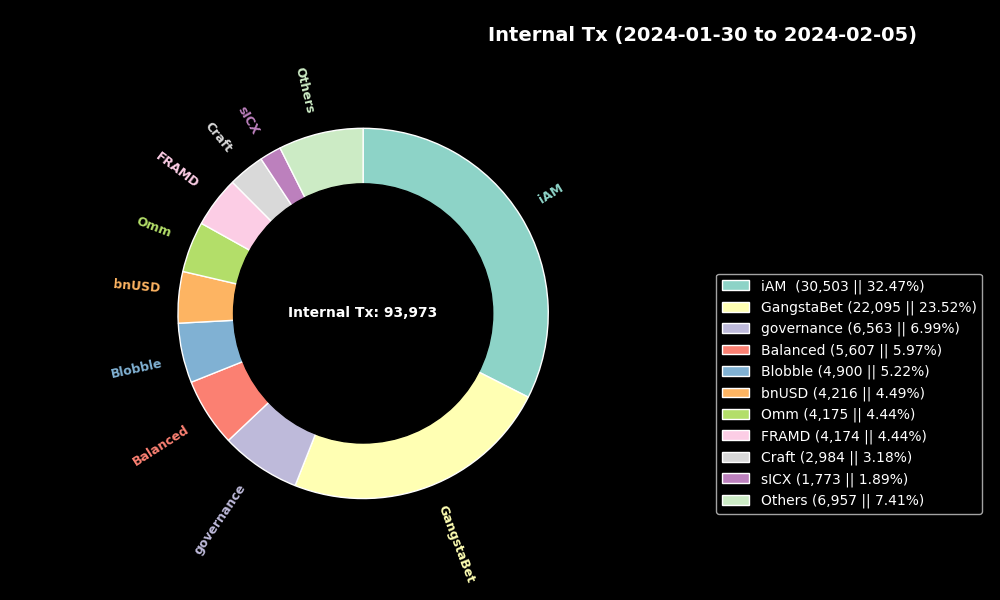 Internal Tx (2024-01-30 to 2024-02-05)
Others
sICX
Craft
FRAMD
iAM
Omm
bnUSD
Internal Tx: 93,973
Blobble
Balanced
governance
GangstaBet
iAM  (30,503 || 32.47%)
GangstaBet (22,095 || 23.52%)
governance (6,563 || 6.99%)
Balanced (5,607 || 5.97%)
Blobble (4,900 || 5.22%)
bnUSD (4,216 || 4.49%)
Omm (4,175 || 4.44%)
FRAMD (4,174 || 4.44%)
Craft (2,984 || 3.18%)
sICX (1,773 || 1.89%)
Others (6,957 || 7.41%)